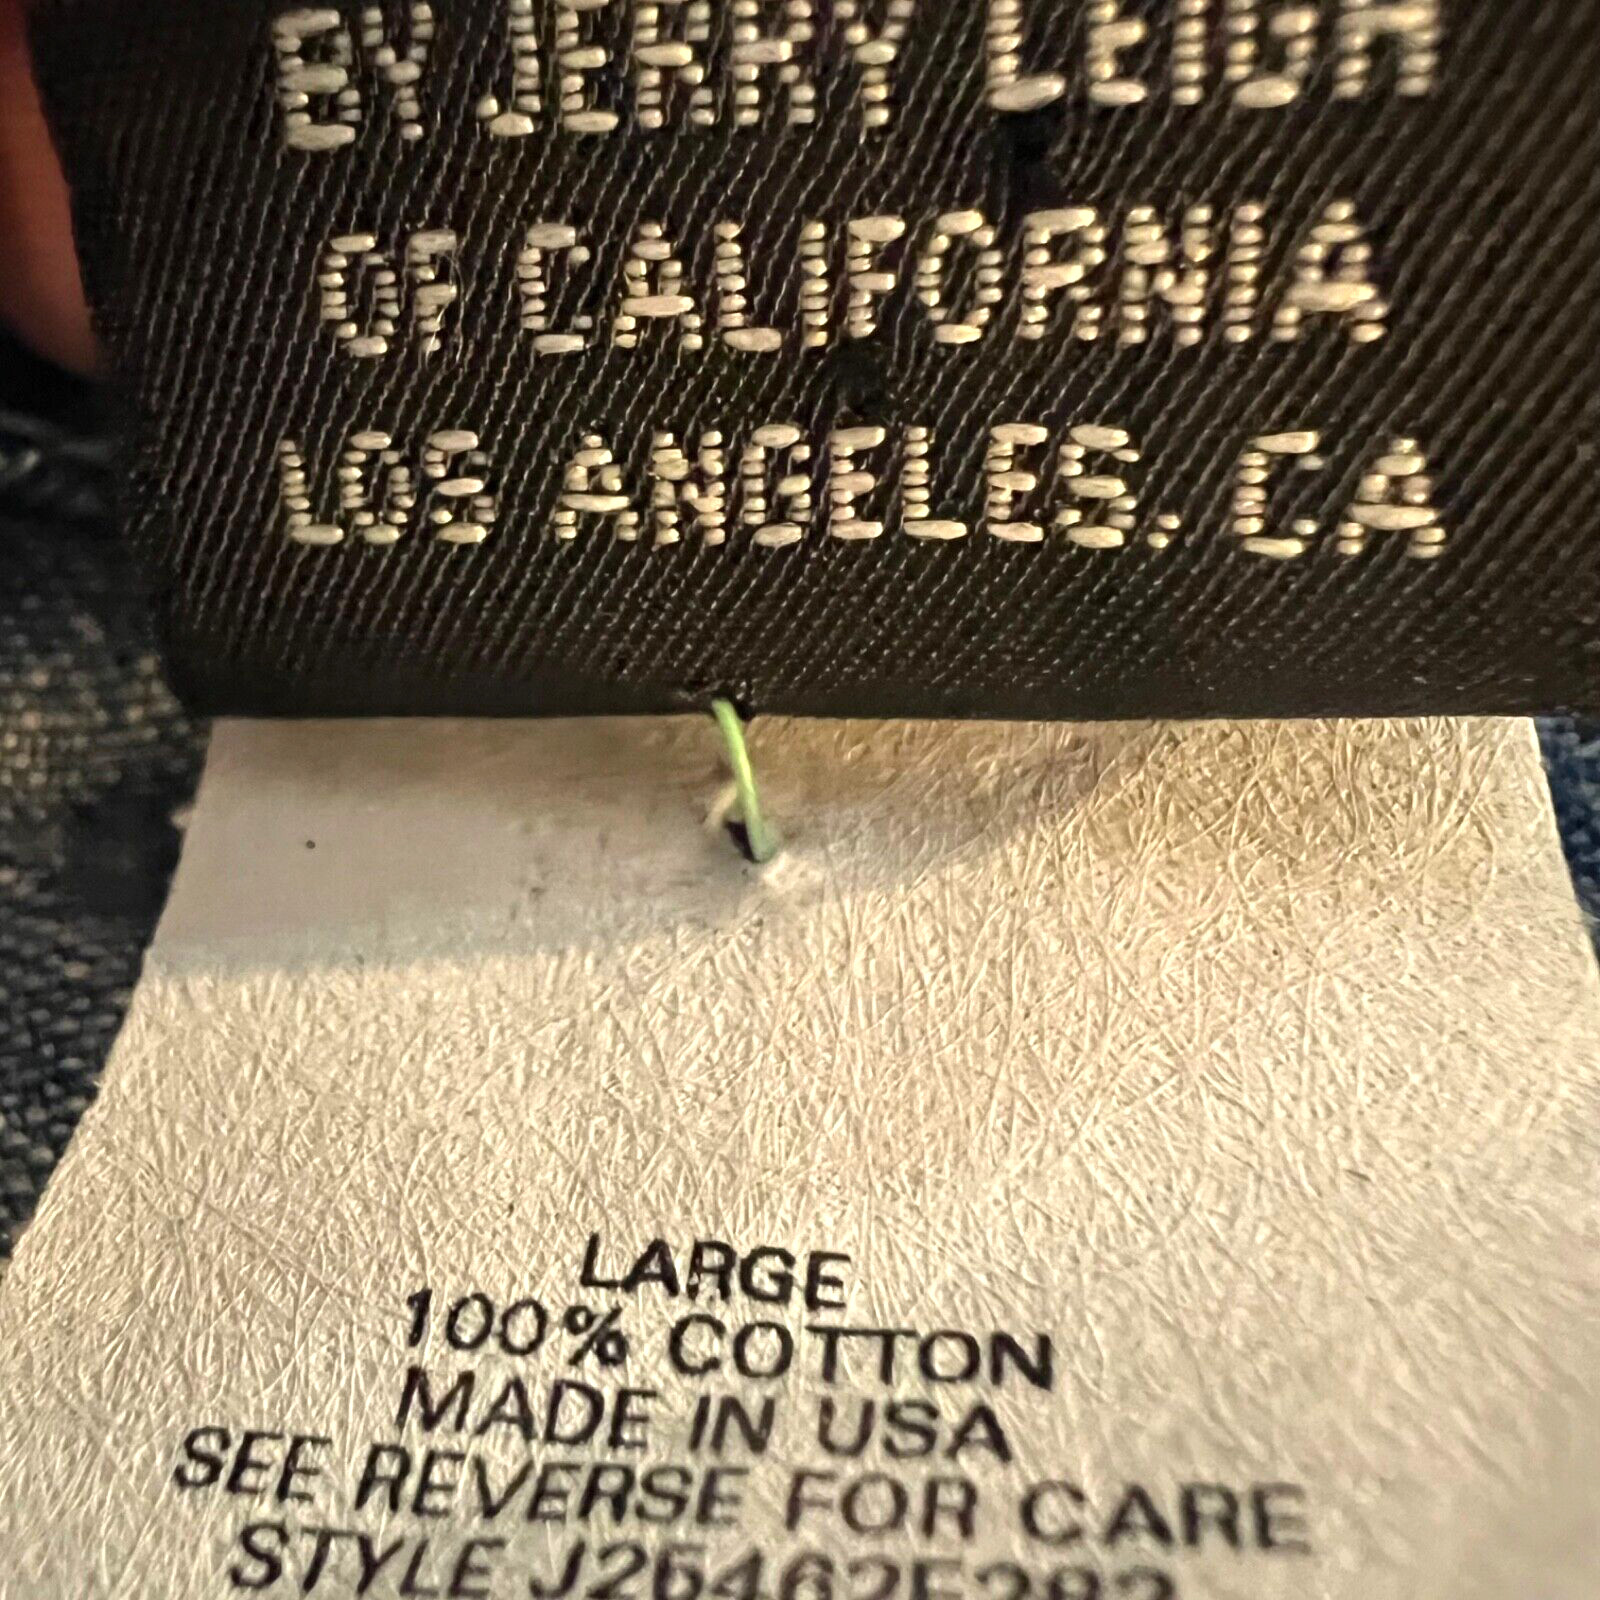 BY JERRY LEIGH
OF CALIFORNIA
LOS ANGELES, CA
LARGE
100% COTTON
MADE IN USA
SEE REVERSE FOR CARE
STYLE